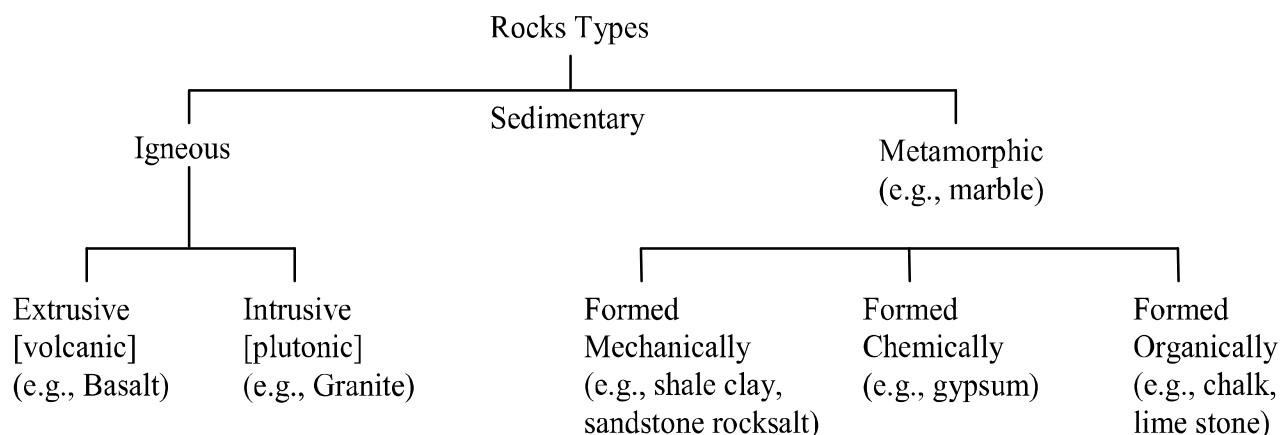 Rocks Types
Sedimentary
Igneous
Metamorphic
(e.g., marble)
Extrusive
[volcanic]
(e.g., Basalt)
Intrusive
[plutonic]
(e.g., Granite)
Formed
Mechanically
(e.g., shale clay,
sandstone rocksalt)
Formed
Chemically
(e.g., gypsum)
Formed
Organically
(e.g., chalk,
lime stone)